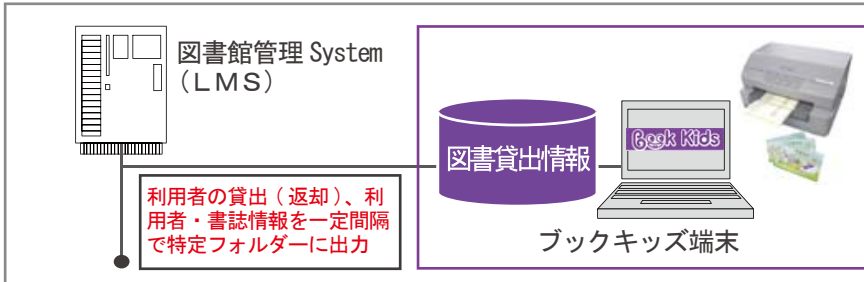 図書館管理 System
（ＬＭＳ）
図書貸出情報
Book Kids
利用者の貸出（返却）、利
用者・書誌情報を一定間隔
で特定フォルダーに出力
ブックキッズ端末